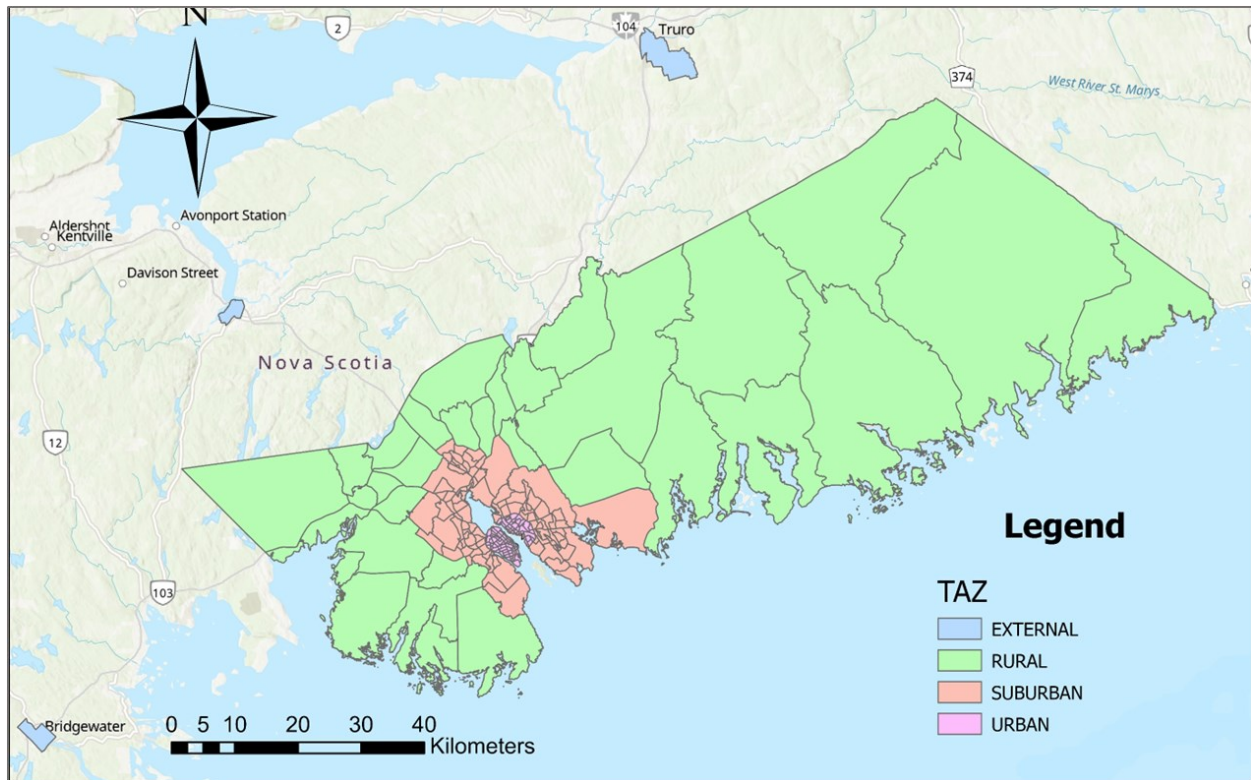 N
2
104
Truro
374
West River St. Marys
Aldershot
Kentville
Avonport Station
Davison Street
Nova Scotia
12
103
Bridgewater
0 5 10 20 30 40
Kilometers
Legend
TAZ
EXTERNAL
RURAL
SUBURBAN
URBAN